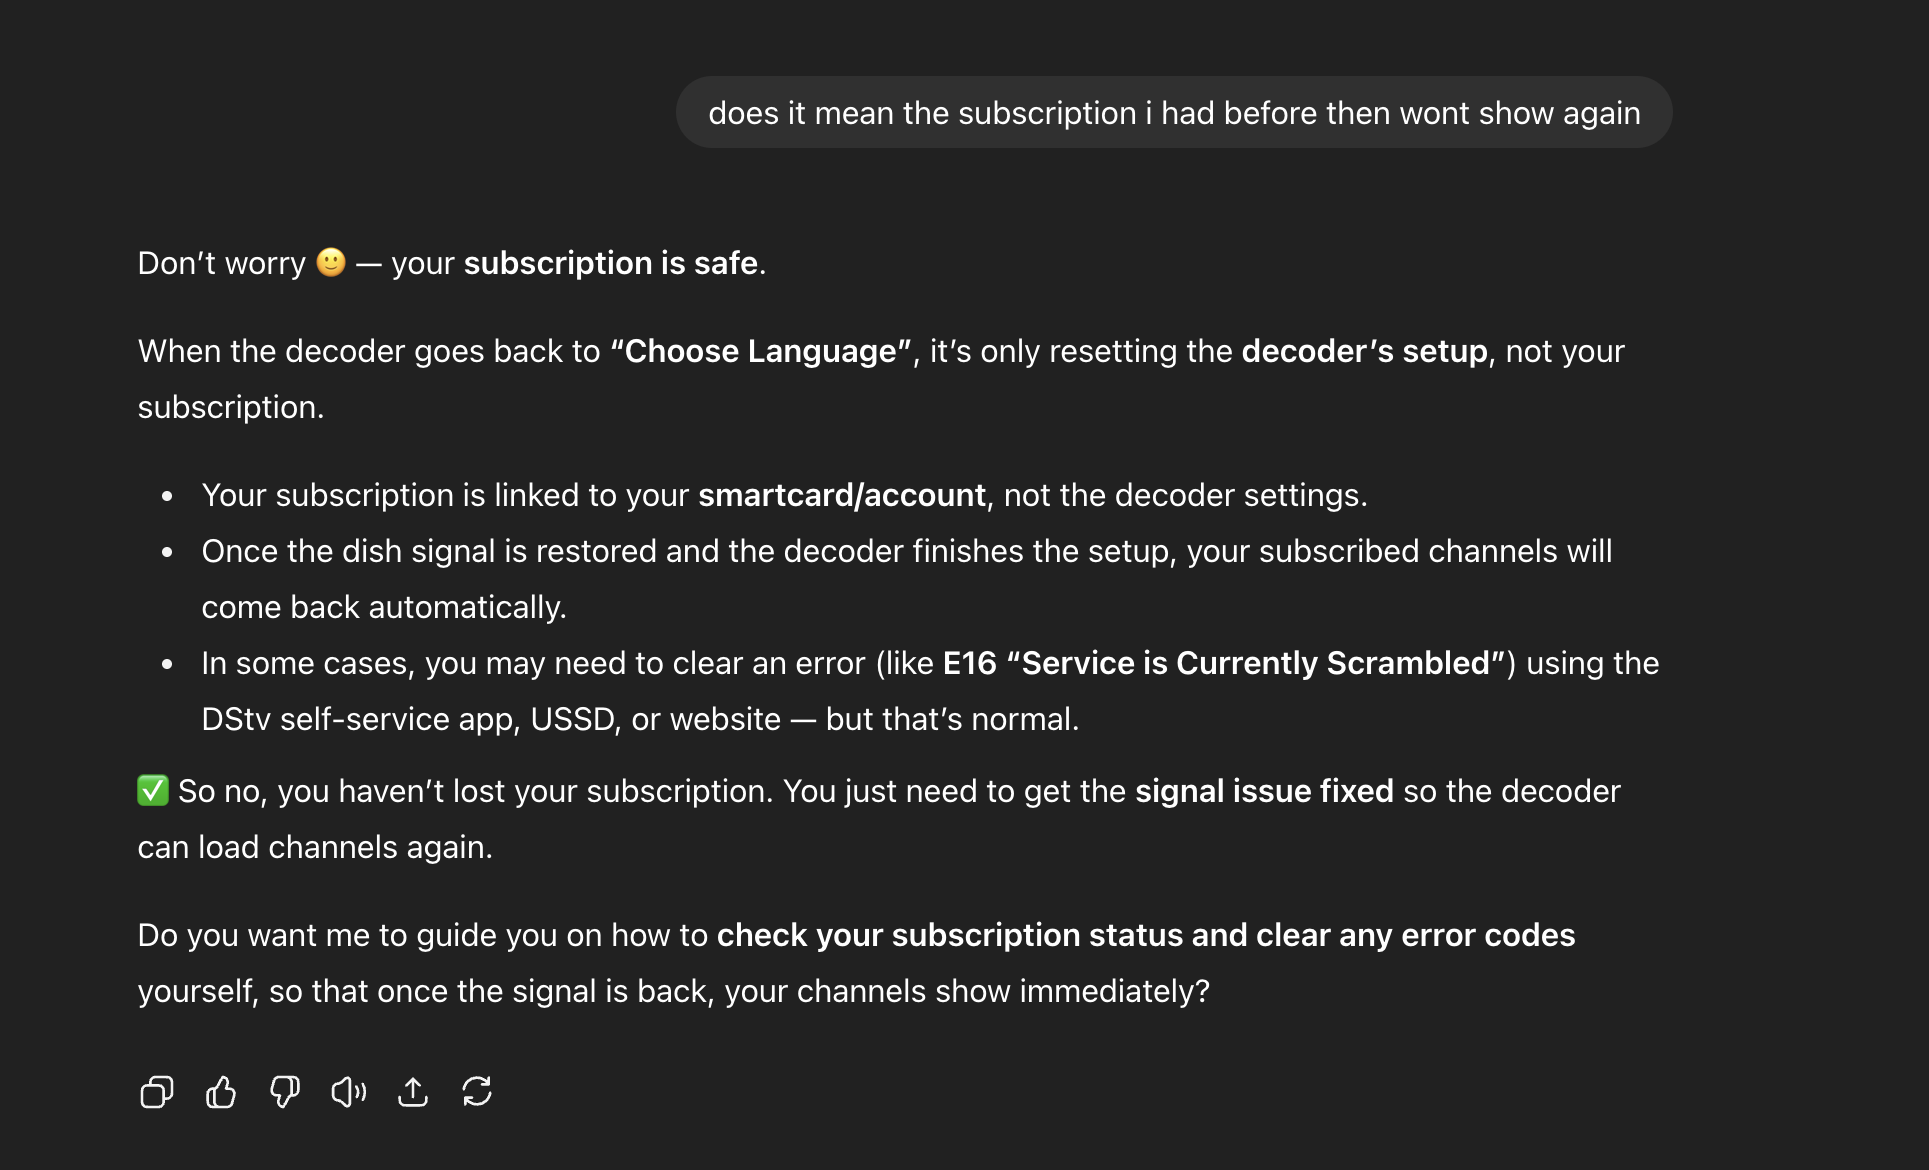 does it mean the subscription i had before then wont show again
Don’t worry 🙂 — your subscription is safe.
When the decoder goes back to “Choose Language”, it’s only resetting the decoder’s setup, not your
subscription.
• Your subscription is linked to your smartcard/account, not the decoder settings.
• Once the dish signal is restored and the decoder finishes the setup, your subscribed channels will
come back automatically.
• In some cases, you may need to clear an error (like E16 “Service is Currently Scrambled”) using the
DStv self-service app, USSD, or website — but that’s normal.
✅ So no, you haven’t lost your subscription. You just need to get the signal issue fixed so the decoder
can load channels again.
Do you want me to guide you on how to check your subscription status and clear any error codes
yourself, so that once the signal is back, your channels show immediately?